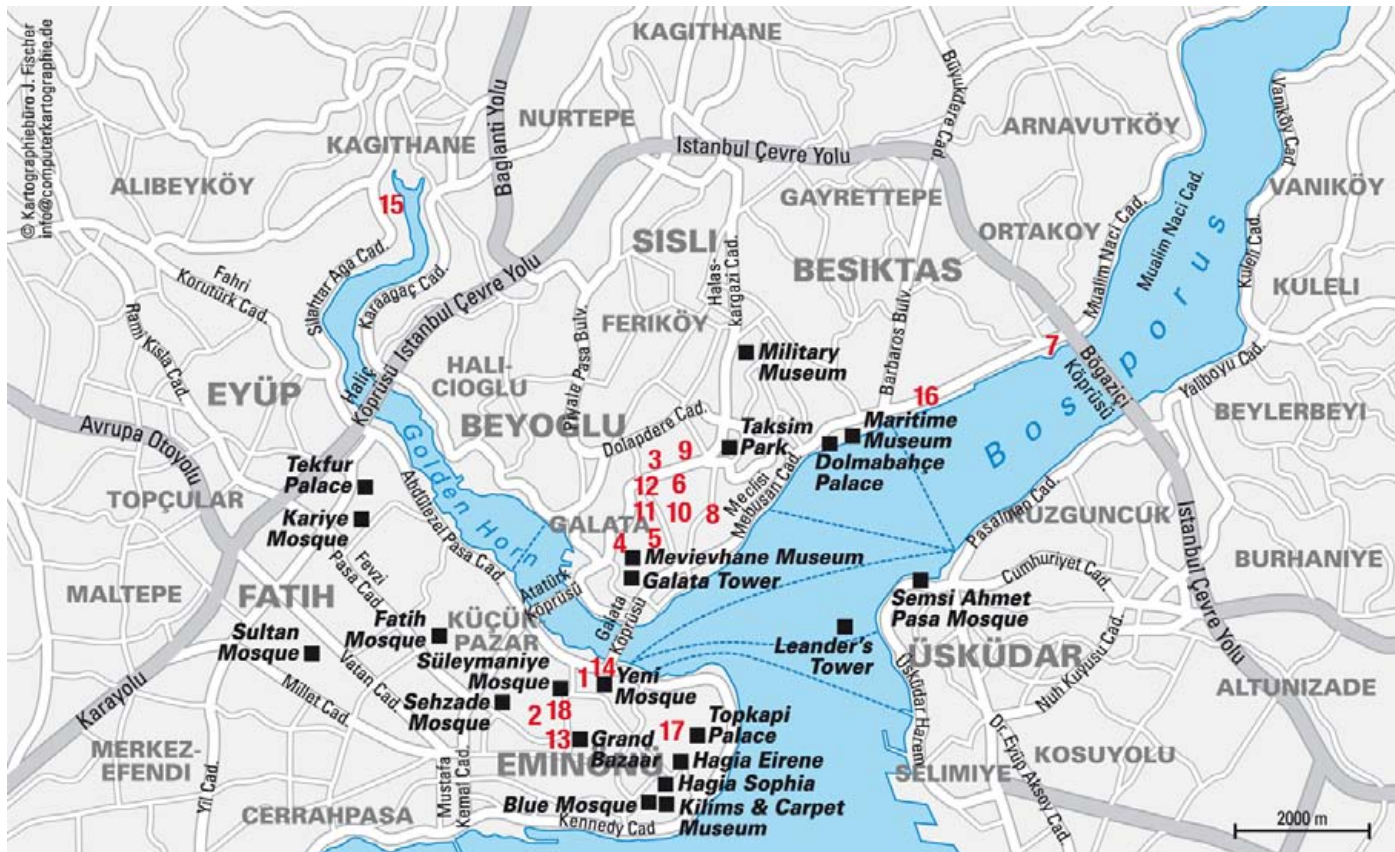 © Kartographiebüro J. Fischer
info@computerkartographie.de
KAGITHANE
NURTEPE
KAGITHANE
Baglanti Yolu
Istanbul Çevre Yolu
Büyükdere Cad.
ARNAVUTKÖY
Vaniköy Cad.
ALIBEYKÖY
15
GAYRETTEPE
VANIKÖY
SISLI
ORTAKOY
Mualim Naci Cad.
Mualim Naci Cad.
Silahtar Aga Cad.
Karaagaç Cad.
Fahri
Korutürk Cad.
Halas-
kargazi Cad.
BESIKTAS
Kuleli Cad.
KULELI
Rami Kisla Cad.
Istanbul Çevre Yolu
Piyale Pasa Bulv.
FERIKÖY
Barbaros Bulv.
Bosporus
HALI-
CIOGLU
Military
Museum
7
Bögaziçi
Köprüsü
Yaliboyu Cad.
EYÜP
Haliç
Köprüsü
BEYOGLU
16
BEYLERBEYI
Avrupa Otoyolu
Dolapdere Cad.
Taksim
Park
Maritime
Museum
Dolmabahçe
Palace
Golden Horn
3
9
Tekfur
Palace
TOPÇULAR
12
6
Meclisi
Mebusan Cad.
Abdülezel Pasa Cad.
Kariye
Mosque
GALATA
11
10
8
Pasalimap Cad.
KUZGUNCUK
Istanbul Çevre Yolu
4
5
Mevievhane Museum
BURHANIYE
Fevzi
Pasa Cad.
Atatürk
Köprüsü
Galata Tower
Cumhuriyet Cad.
MALTEPE
FATIH
Galata
Köprüsü
Semsi Ahmet
Pasa Mosque
Fatih
Mosque
KÜÇÜK-
PAZAR
Sultan
Mosque
Leander's
Tower
ÜSKÜDAR
Süleymaniye
Mosque
1
14
Yeni
Mosque
Vatan Cad.
Millet Cad.
Karayolu
Sehzade
Mosque
2
18
Üsküdar Harem
Nuh Kuyusu Cad.
ALTUNIZADE
13
Grand
Bazaar
17
Topkapi
Palace
Dr. Eyüp Aksoy Cad.
MERKEZ-
EFENDI
EMINÖNÜ
Hagia Eirene
KOSUYOLU
Yil Cad.
Mustafa
Kemal Cad.
Hagia Sophia
SELIMIYE
CERRAHPASA
Blue Mosque
Kilims & Carpet
Museum
Kennedy Cad
2000 m